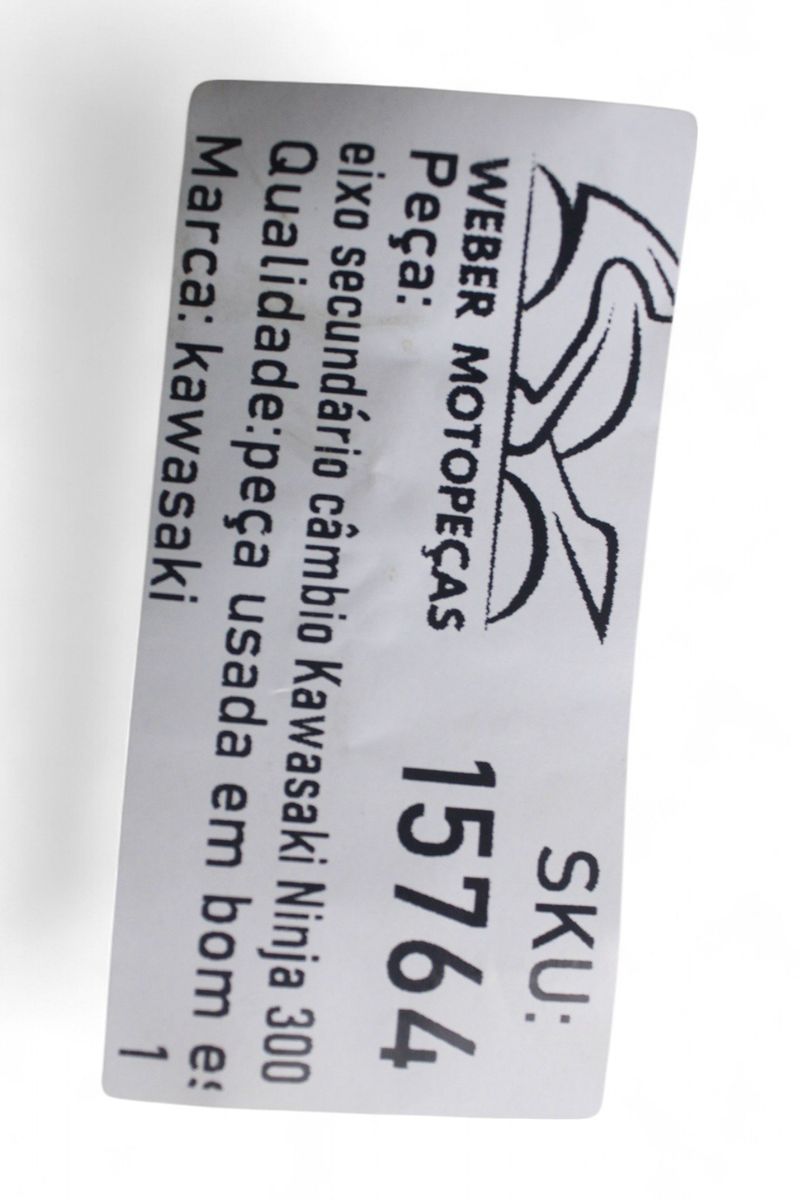 WEBER MOTOPEÇAS
SKU:
15764
Peça:
eixo secundário câmbio Kawasaki Ninja 300
Qualidade:peça usada em bom
Marca: kawasaki
1